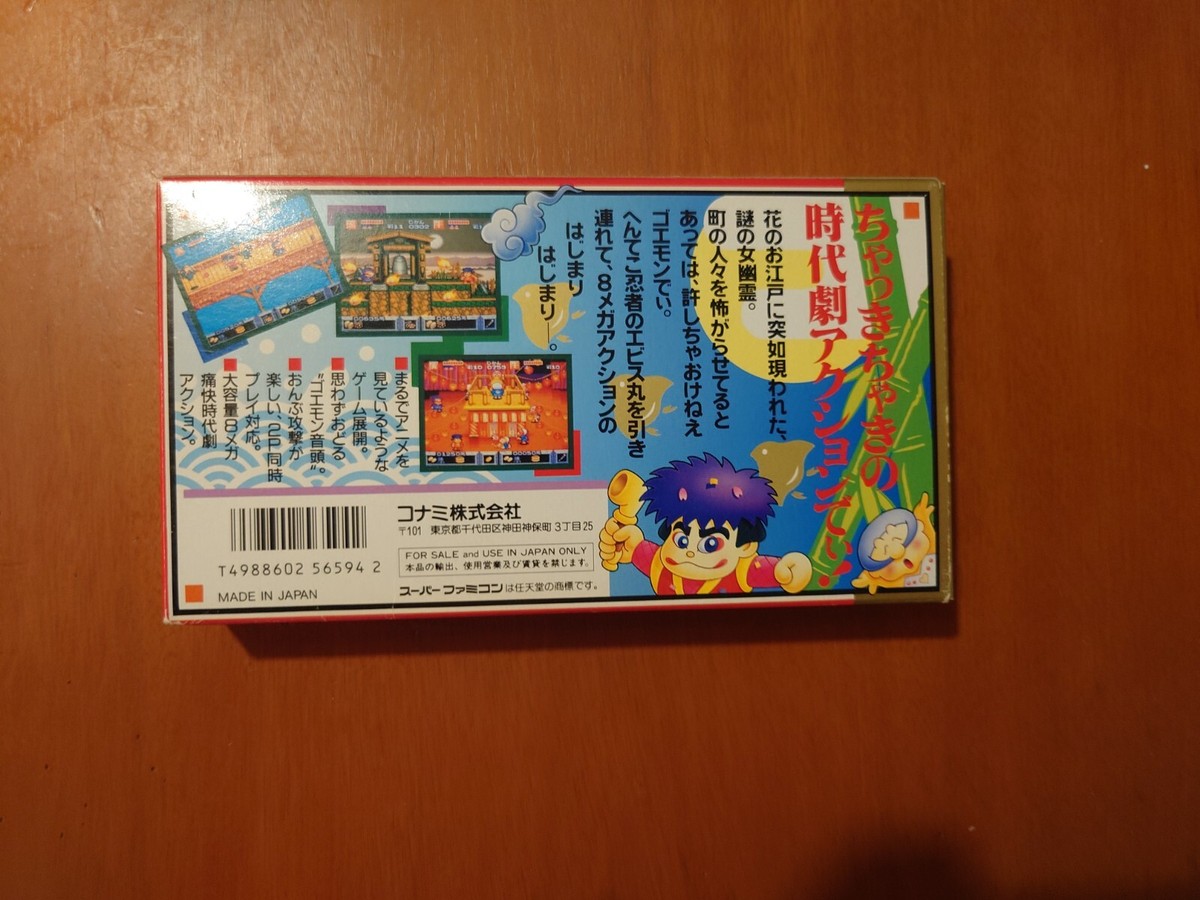 ちゃっきちゃきの
時代劇アクションでい!
花のお江戸に突如現われた、
謎の女幽霊。
町の人々を怖がらせてると
あっては、許しちゃおけねえ
ゴエモンでい。
へんてこ忍者のエビス丸を引き
連れて、8メガアクションの
はじまり
はじまり—。
まるでアニメを
見ているような
ゲーム展開。
思わずおどる
"ゴエモン音頭"。
おんぶ攻撃が
楽しい、2P同時
プレイ対応。
大容量8メガ
痛快時代劇
アクション。
コナミ株式会社
〒101 東京都千代田区神田神保町3丁目25
FOR SALE and USE IN JAPAN ONLY
本品の輸出、使用営業及び賃貸を禁じます。
スーパーファミコンは任天堂の商標です。
T4988602 56594 2
MADE IN JAPAN